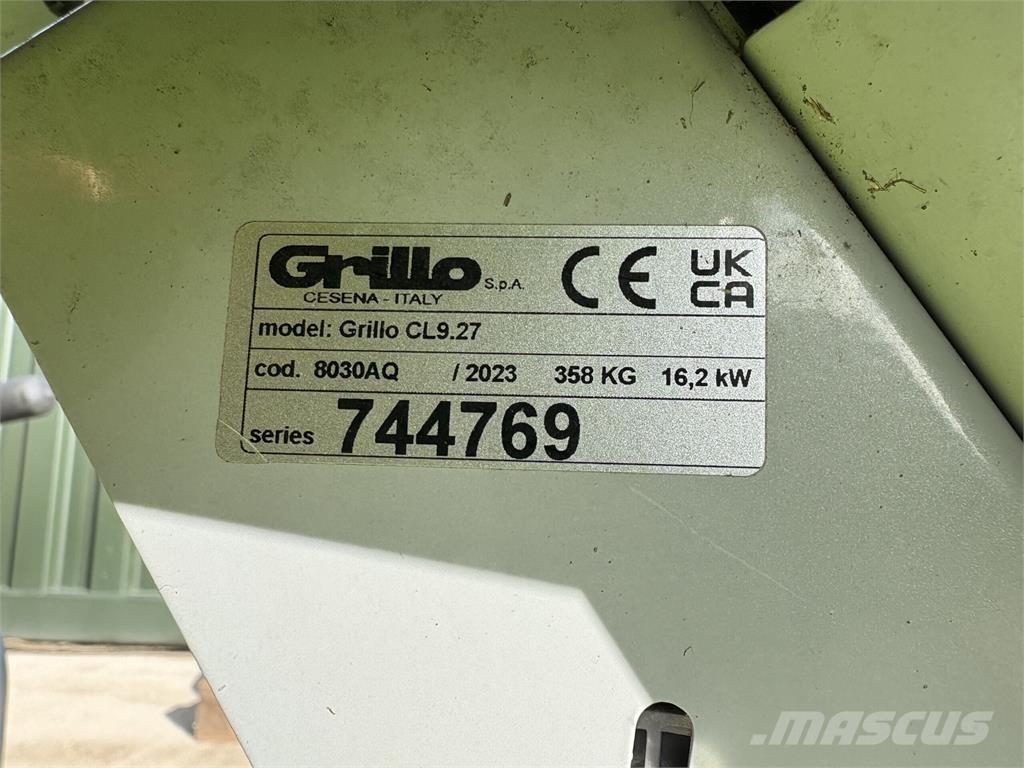 Grillo S.p.A.
CESENA - ITALY
CE
UK
CA
model: Grillo CL9.27
cod. 8030AQ / 2023 358 KG 16,2 kW
series 744769
MASCUS